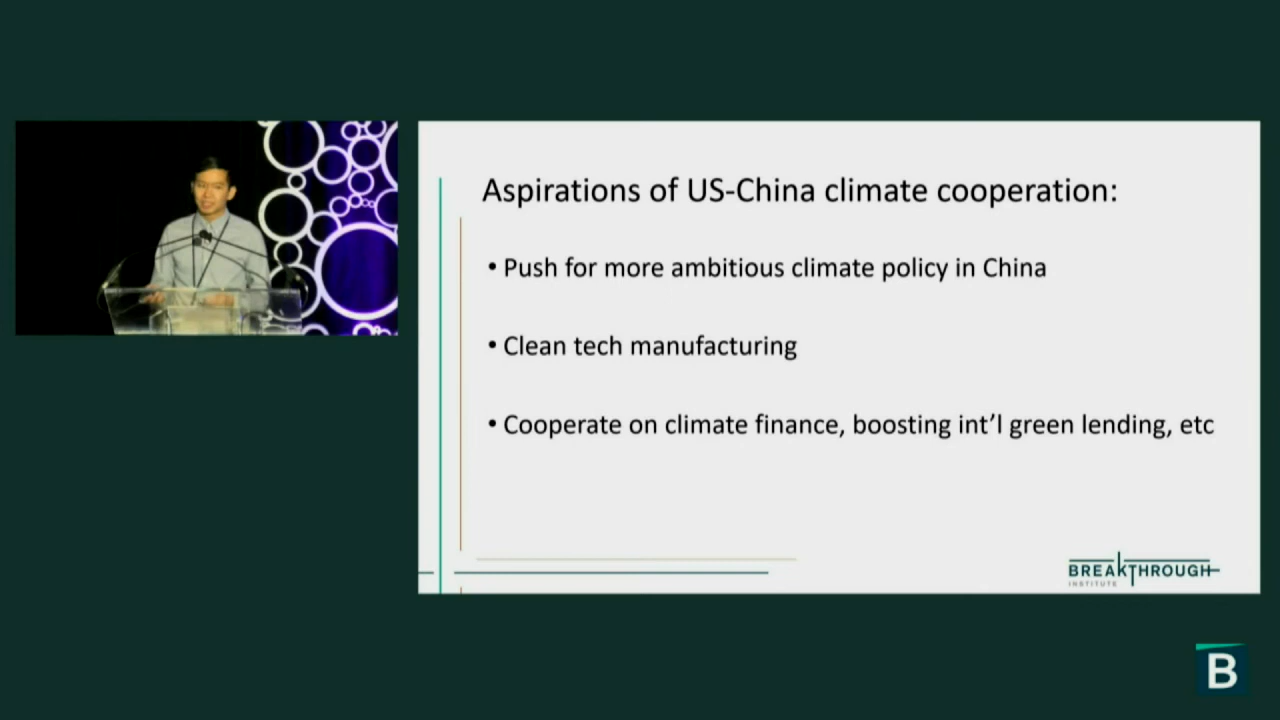 Aspirations of US-China climate cooperation:
• Push for more ambitious climate policy in China
• Clean tech manufacturing
• Cooperate on climate finance, boosting int’l green lending, etc
BREAKTHROUGH
INSTITUTE
B